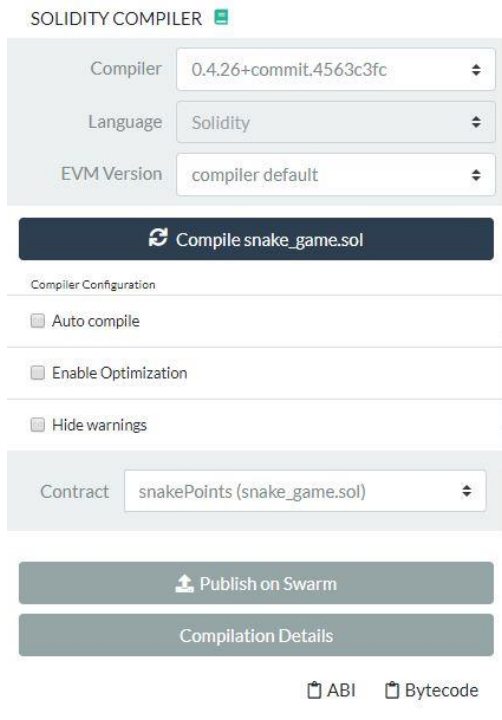 SOLIDITY COMPILER
Compiler 0.4.26+commit.4563c3fc
Language Solidity
EVM Version compiler default
Compile snake_game.sol
Compiler Configuration
Auto compile
Enable Optimization
Hide warnings
Contract snakePoints (snake_game.sol)
Publish on Swarm
Compilation Details
ABI Bytecode